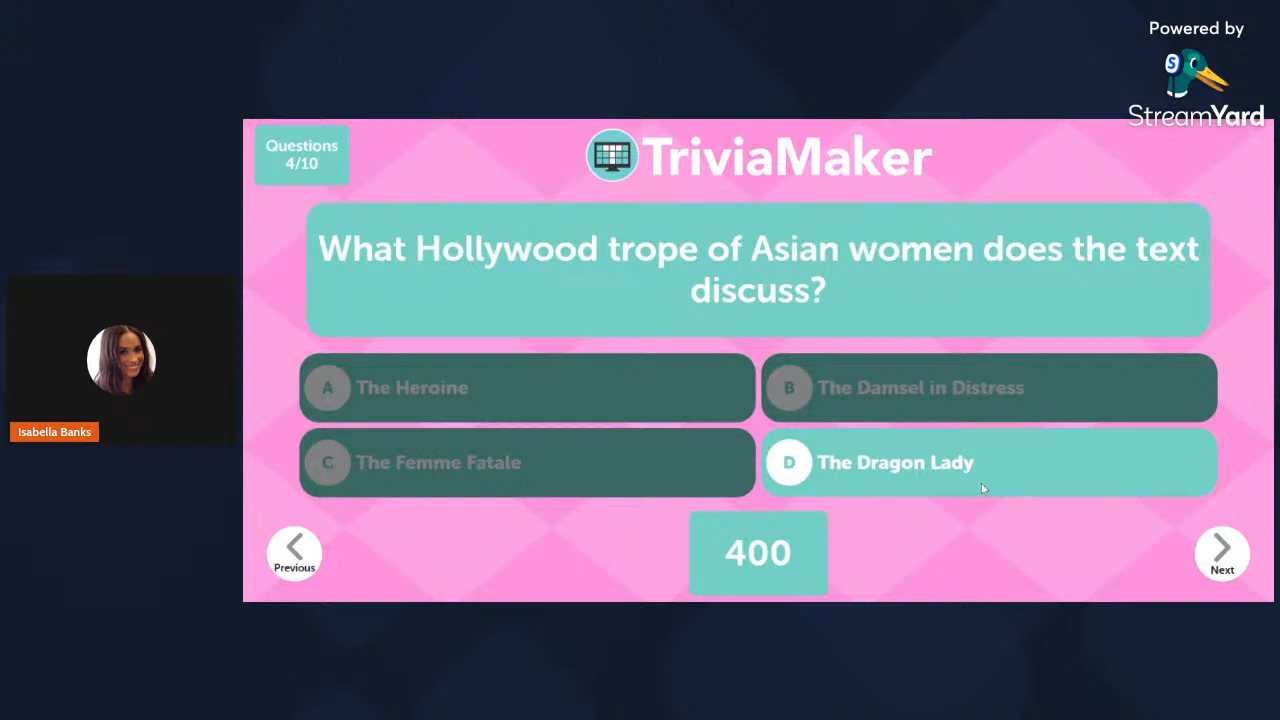 Powered by
S
StreamYard
Questions
4/10
TriviaMaker
What Hollywood trope of Asian women does the text
discuss?
A The Heroine
B The Damsel in Distress
C The Femme Fatale
D The Dragon Lady
Isabella Banks
400
Previous
Next